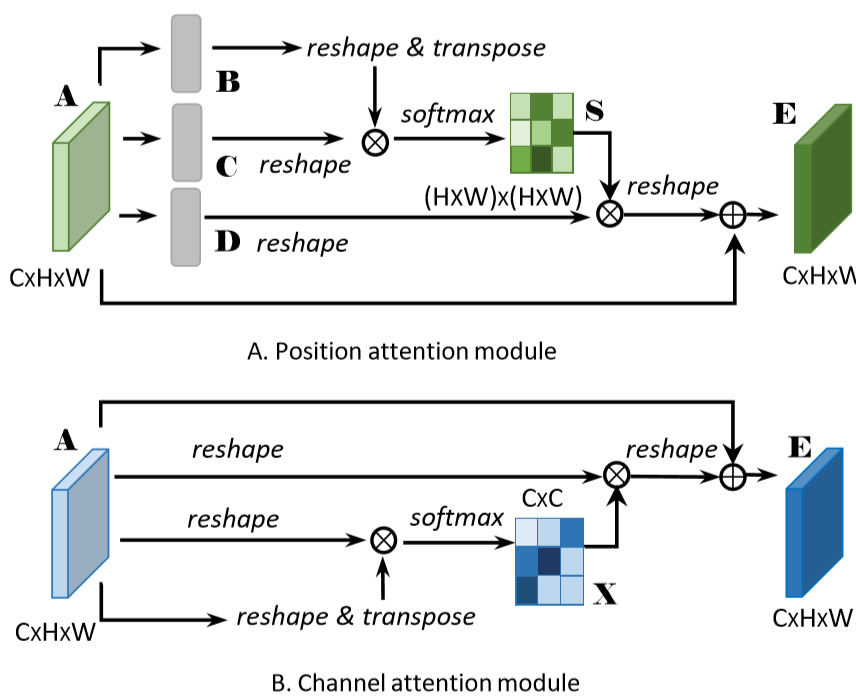 reshape & transpose
A
B
softmax
S
E
C
reshape
reshape
(HXW)x(HXW)
D
reshape
CxHxW
CxHxW
A. Position attention module
A
reshape
reshape
E
CxC
reshape
softmax
X
reshape & transpose
CxHxW
CxHxW
B. Channel attention module